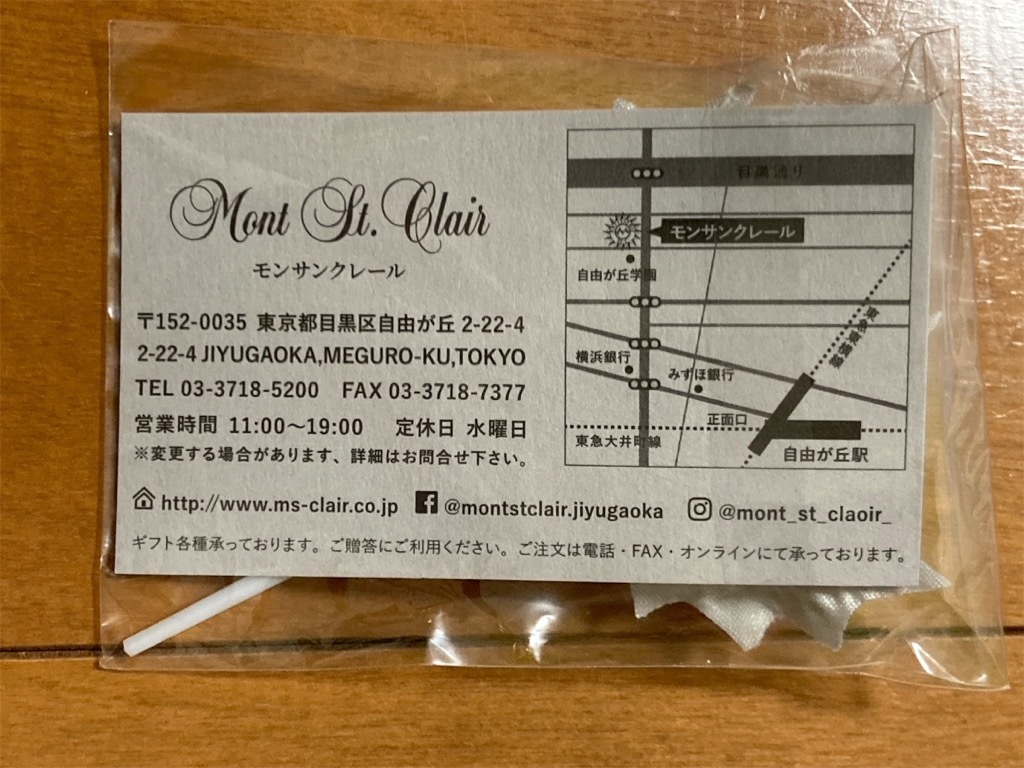 Mont St. Clair
モンサンクレール
〒152-0035 東京都目黒区自由が丘 2-22-4
2-22-4 JIYUGAOKA,MEGURO-KU,TOKYO
TEL 03-3718-5200 FAX 03-3718-7377
営業時間 11:00〜19:00 定休日 水曜日
※変更する場合があります、詳細はお問合せ下さい。
目黒通り
モンサンクレール
自由が丘学園
東急東横線
横浜銀行
みずほ銀行
正面口
東急大井町線
自由が丘駅
http://www.ms-clair.co.jp @montstclair.jiyugaoka @mont_st_claoir_
ギフト各種承っております。ご贈答にご利用ください。ご注文は電話・FAX・オンラインにて承っております。